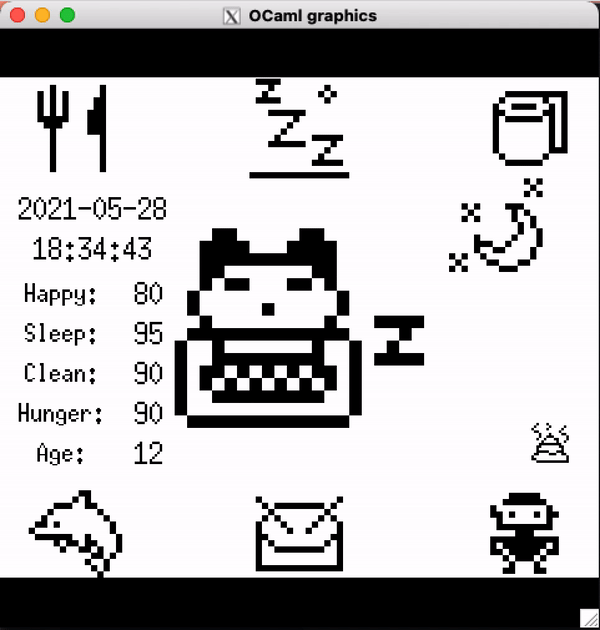 OCaml graphics
Z
Z
Z
2021-05-28
18:34:43
Happy: 80
Sleep: 95
Z
Clean: 90
Hunger: 90
Age: 12